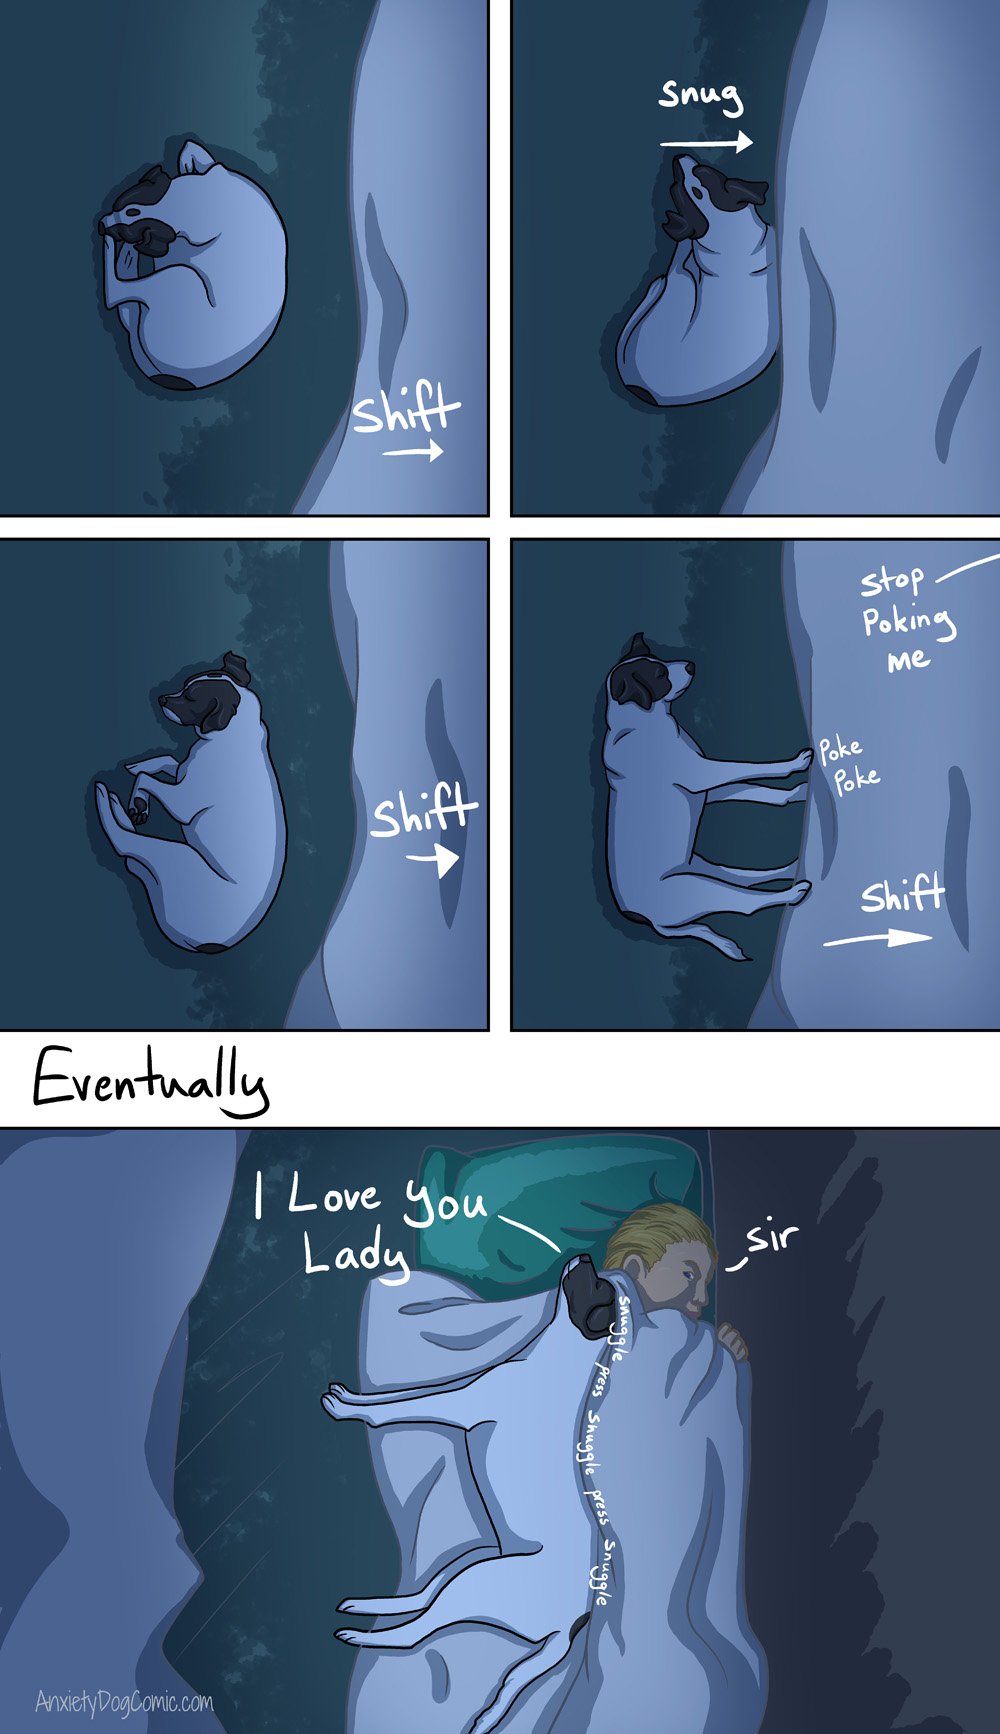 Shift
Snug
Shift
Stop
Poking
me
Poke
Poke
Shift
Eventually
I Love you
Lady
Sir
snuggle press snuggle press snuggle
AnxietyDogComic.com